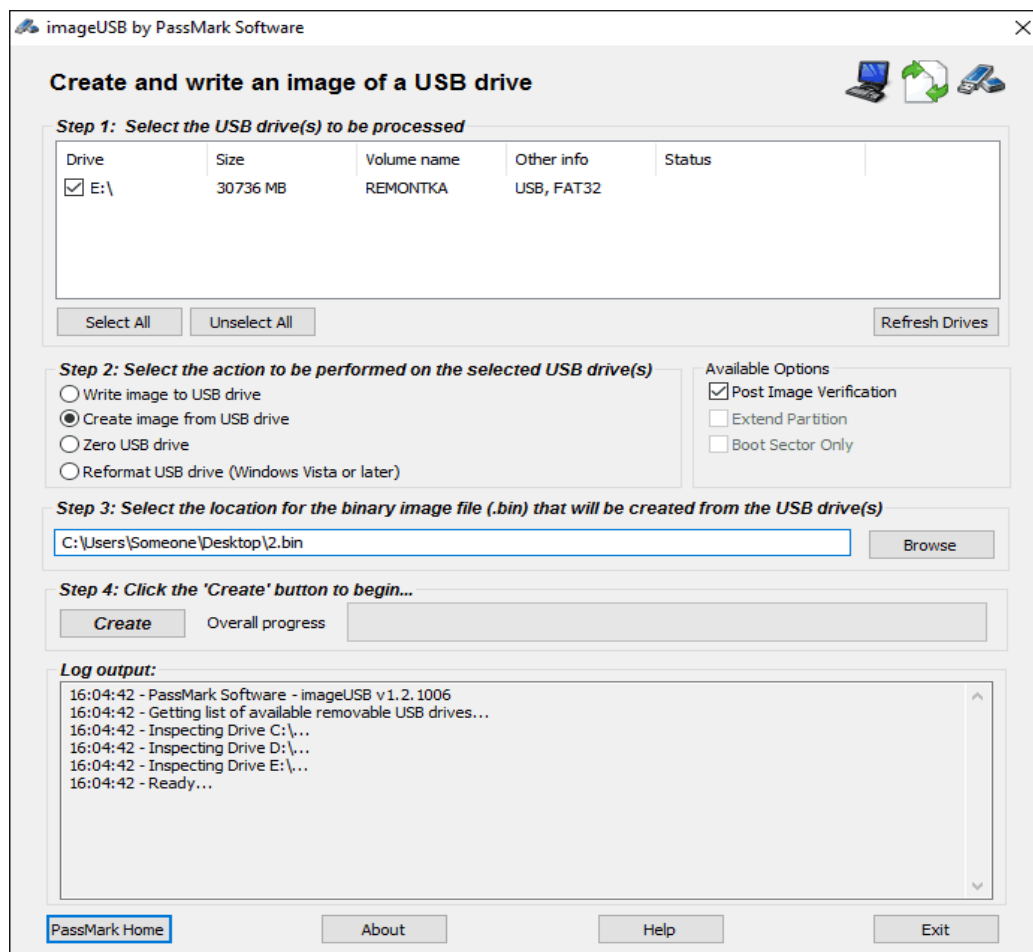 imageUSB by PassMark Software
Create and write an image of a USB drive
Step 1: Select the USB drive(s) to be processed
Drive Size Volume name Other info Status
E:\ 30736 MB REMONTKA USB, FAT32
Select All Unselect All Refresh Drives
Step 2: Select the action to be performed on the selected USB drive(s)
Write image to USB drive
Create image from USB drive
Zero USB drive
Reformat USB drive (Windows Vista or later)
Available Options
Post Image Verification
Extend Partition
Boot Sector Only
Step 3: Select the location for the binary image file (.bin) that will be created from the USB drive(s)
C:\Users\Someone\Desktop\2.bin Browse
Step 4: Click the 'Create' button to begin...
Create Overall progress
Log output:
16:04:42 - PassMark Software - imageUSB v1.2.1006
16:04:42 - Getting list of available removable USB drives...
16:04:42 - Inspecting Drive C:\...
16:04:42 - Inspecting Drive D:\...
16:04:42 - Inspecting Drive E:\...
16:04:42 - Ready...
PassMark Home About Help Exit